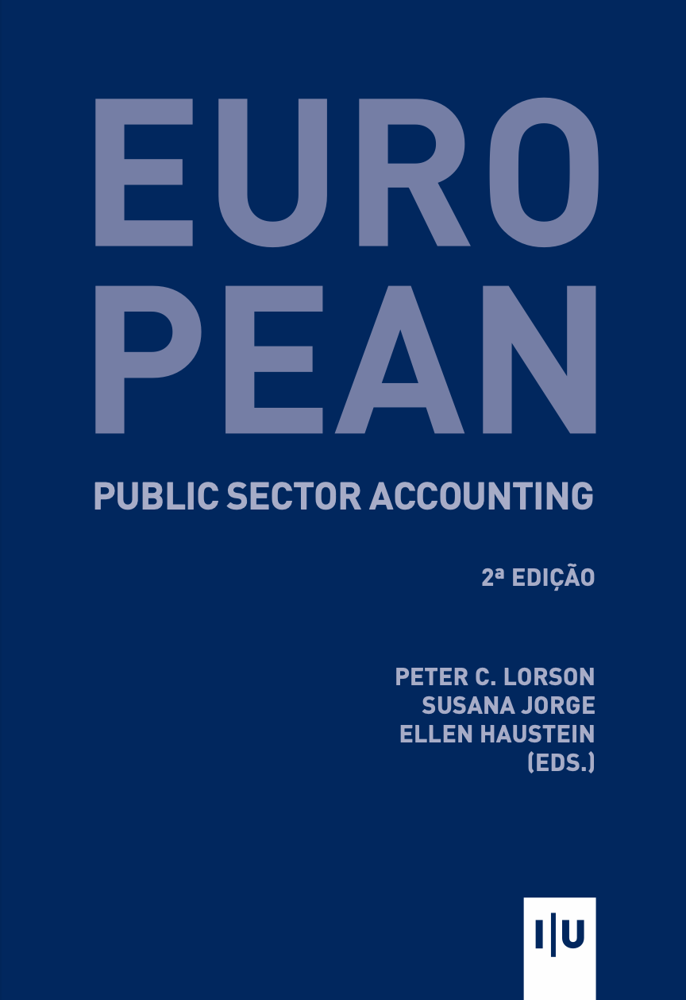 EURO
PEAN
PUBLIC SECTOR ACCOUNTING
2ª EDIÇÃO
PETER C. LORSON
SUSANA JORGE
ELLEN HAUSTEIN
(EDS.)
I|U